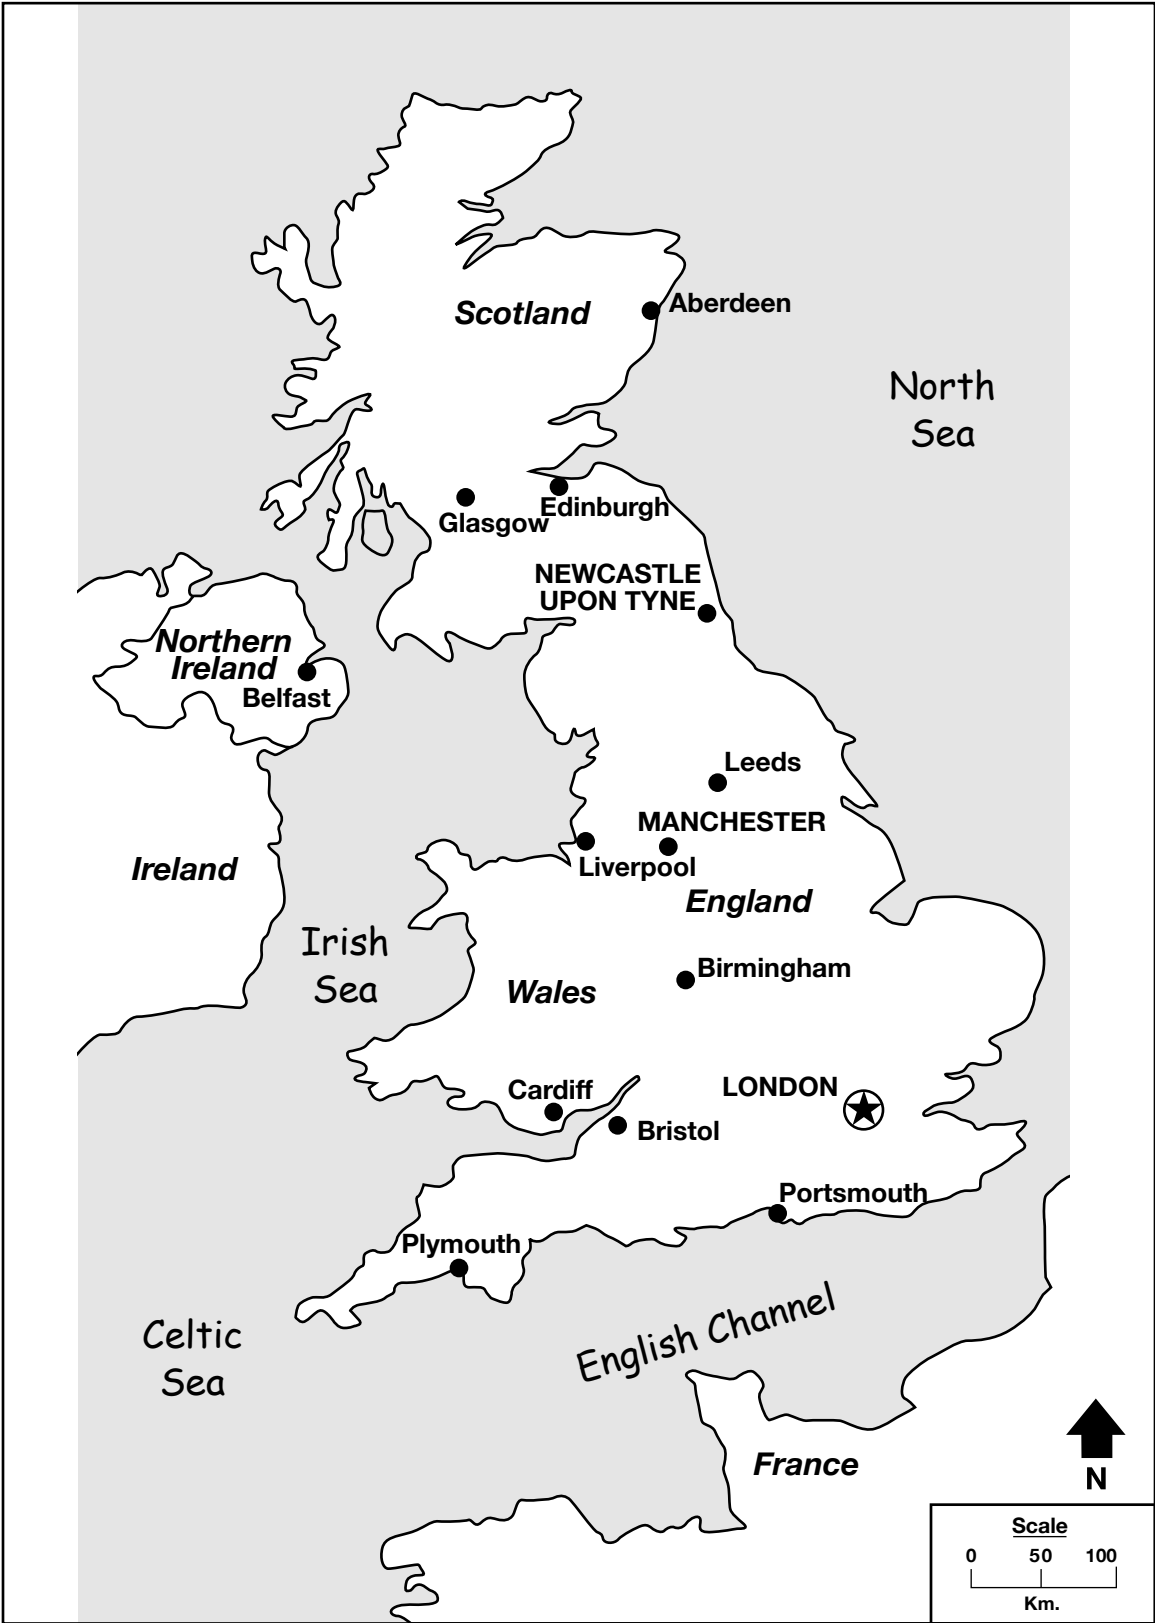 Scotland
Aberdeen
North
Sea
Edinburgh
Glasgow
NEWCASTLE
UPON TYNE
Northern
Ireland
Belfast
Leeds
MANCHESTER
Liverpool
Ireland
England
Irish
Sea
Birmingham
Wales
Cardiff
LONDON
Bristol
Portsmouth
Plymouth
English Channel
Celtic
Sea
France
N
Scale
0 50 100
Km.